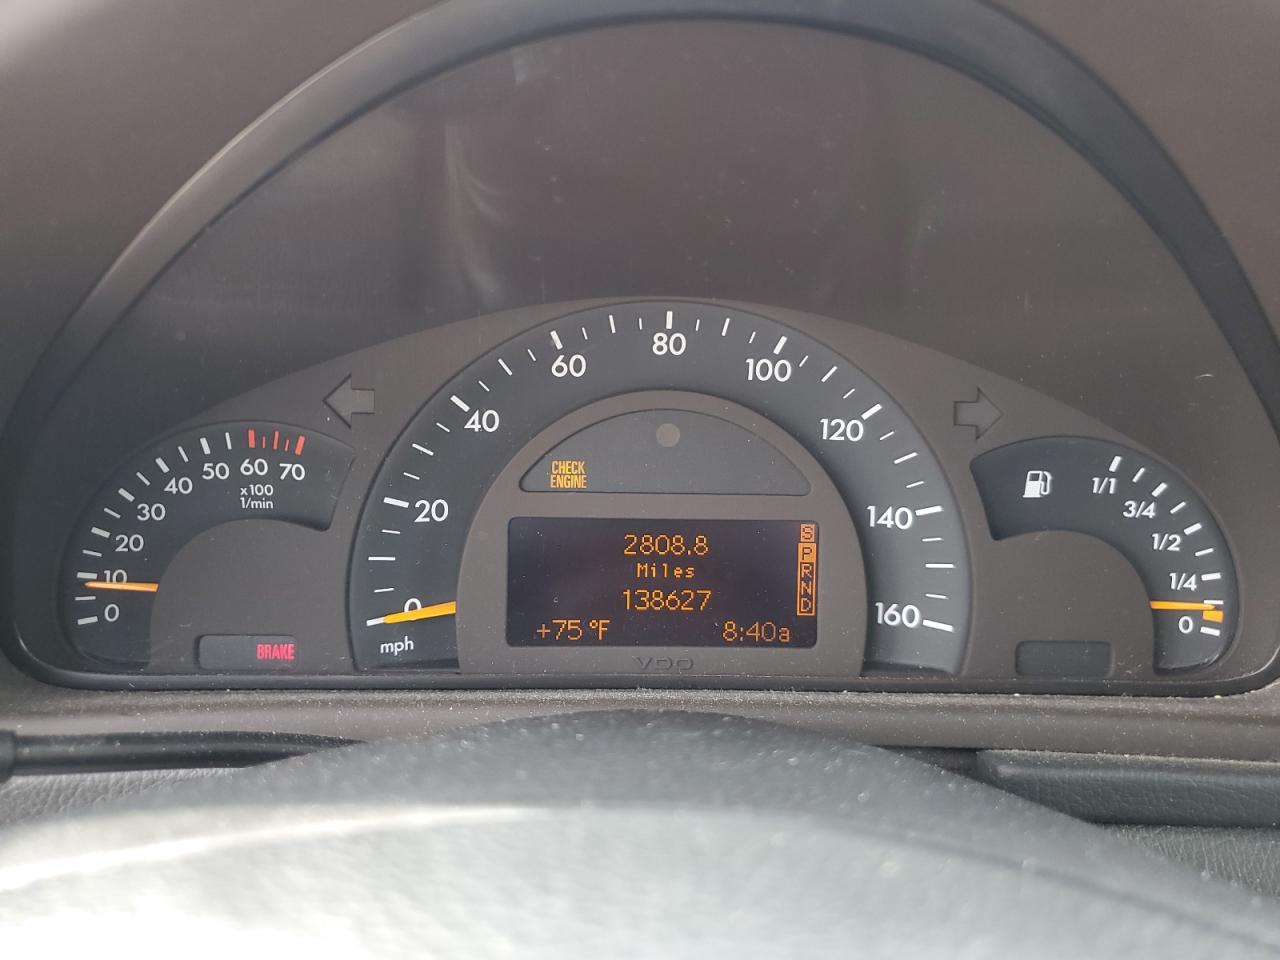 0
10
20
30
40
50
60
70
x100
1/min
BRAKE
0
20
40
60
80
100
120
140
160
mph
CHECK
ENGINE
2808.8
Miles
138627
+75°F
8:40a
S
P
R
N
D
VDO
1/1
3/4
1/2
1/4
0